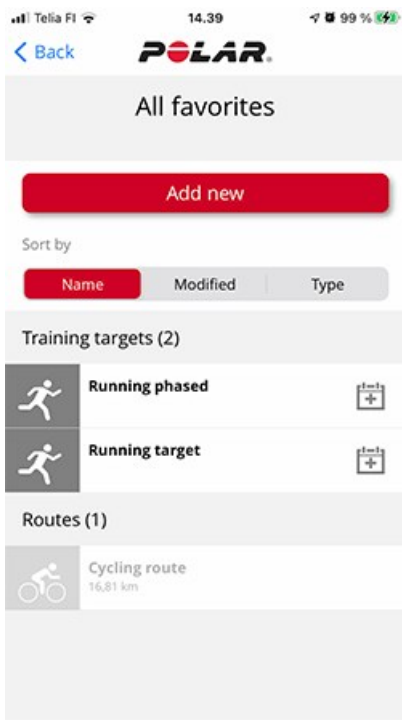 Telia FI 14.39 99 %
Back POLAR.
All favorites
Add new
Sort by
Name Modified Type
Training targets (2)
Running phased
Running target
Routes (1)
Cycling route
16,81 km